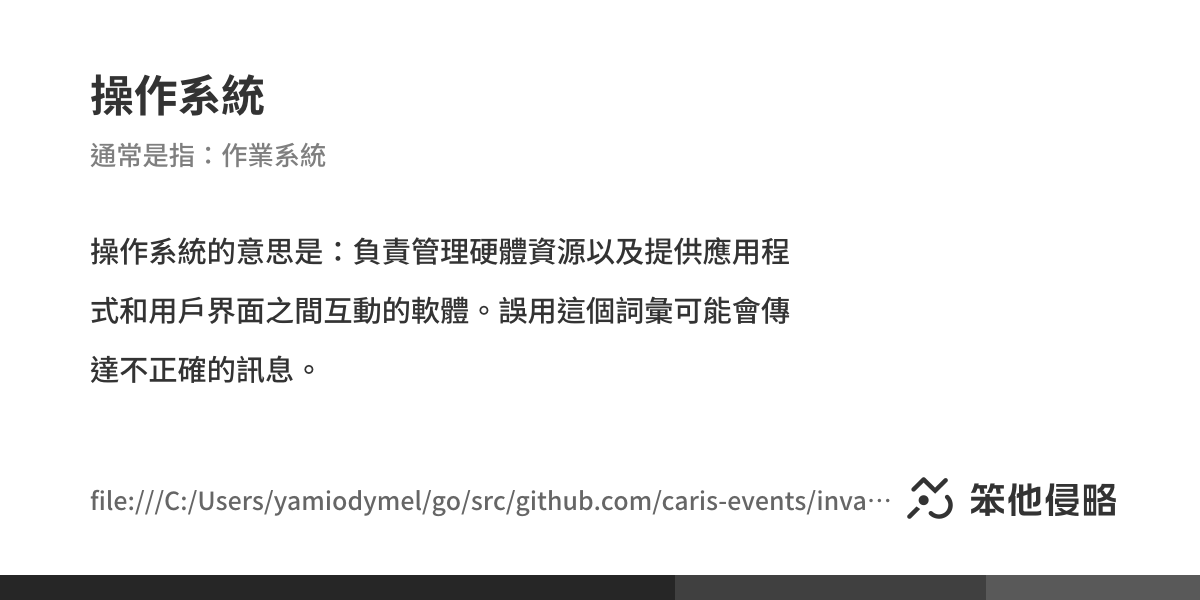 操作系統
通常是指：作業系統
操作系統的意思是：負責管理硬體資源以及提供應用程
式和用戶界面之間互動的軟體。誤用這個詞彙可能會傳
達不正確的訊息。
file:///C:/Users/yamiodymel/go/src/github.com/caris-events/inva⋯
笨他侵略